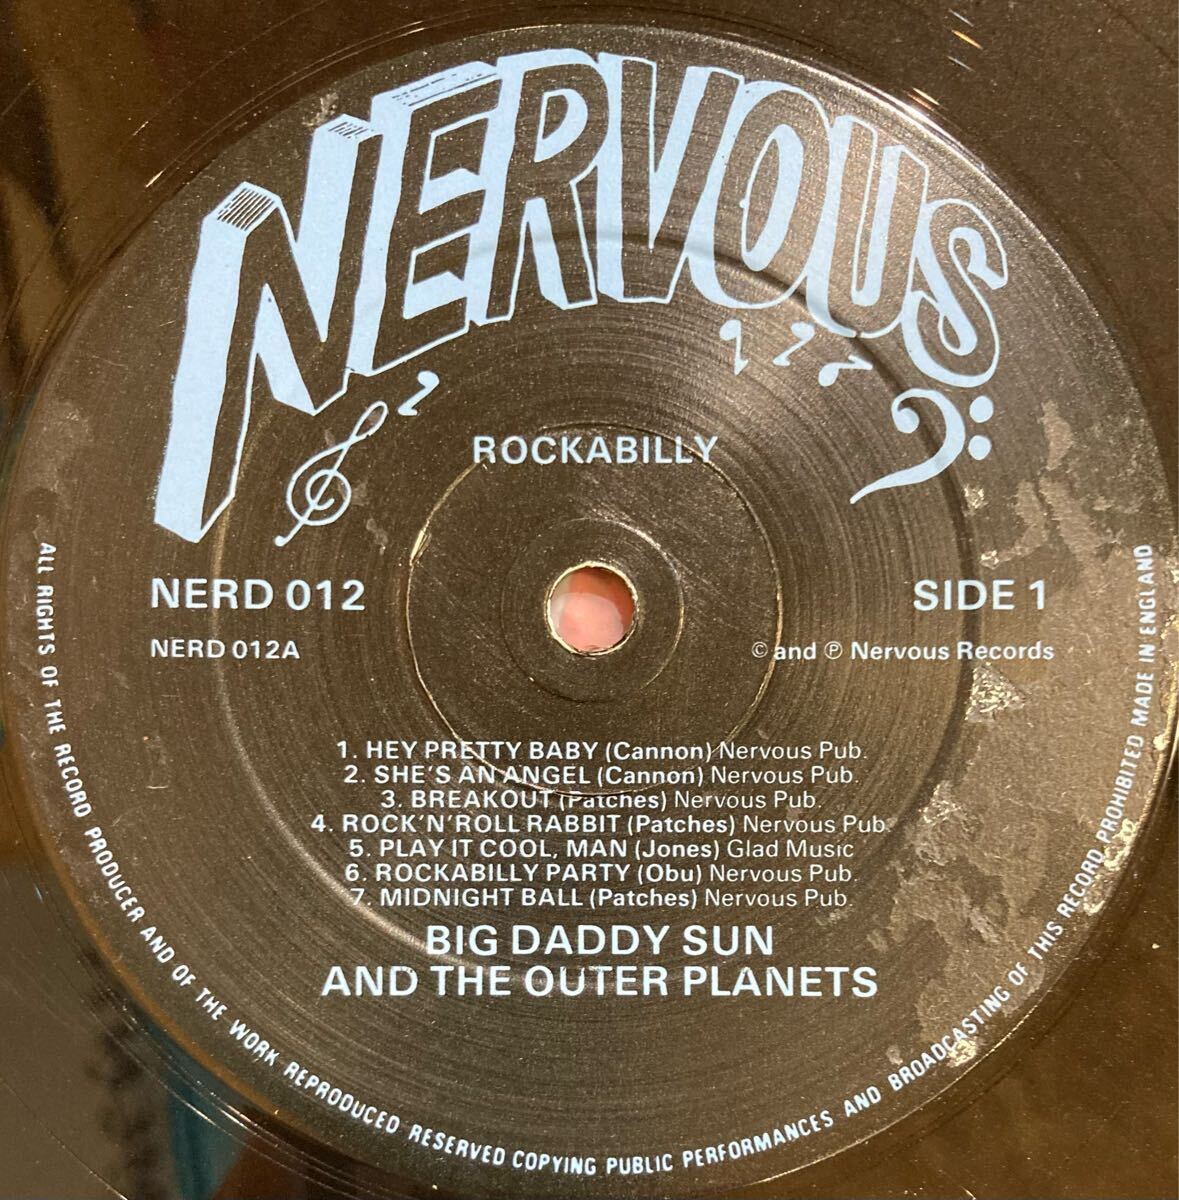 NERVOUS
ROCKABILLY
NERD 012
SIDE 1
NERD 012A
© and ℗ Nervous Records
1. HEY PRETTY BABY (Cannon) Nervous Pub.
2. SHE'S AN ANGEL (Cannon) Nervous Pub.
3. BREAKOUT (Patches) Nervous Pub.
4. ROCK'N'ROLL RABBIT (Patches) Nervous Pub.
5. PLAY IT COOL, MAN (Jones) Glad Music
6. ROCKABILLY PARTY (Obu) Nervous Pub.
7. MIDNIGHT BALL (Patches) Nervous Pub.
BIG DADDY SUN
AND THE OUTER PLANETS
ALL RIGHTS OF THE RECORD PRODUCER AND OF THE WORK REPRODUCED RESERVED COPYING PUBLIC PERFORMANCES AND BROADCASTING OF THIS RECORD PROHIBITED MADE IN ENGLAND